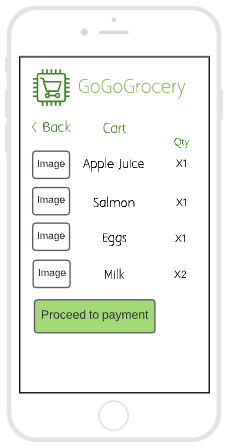 GoGoGrocery
< Back Cart
Qty
Image Apple Juice X1
Image Salmon X1
Image Eggs X1
Image Milk X2
Proceed to payment